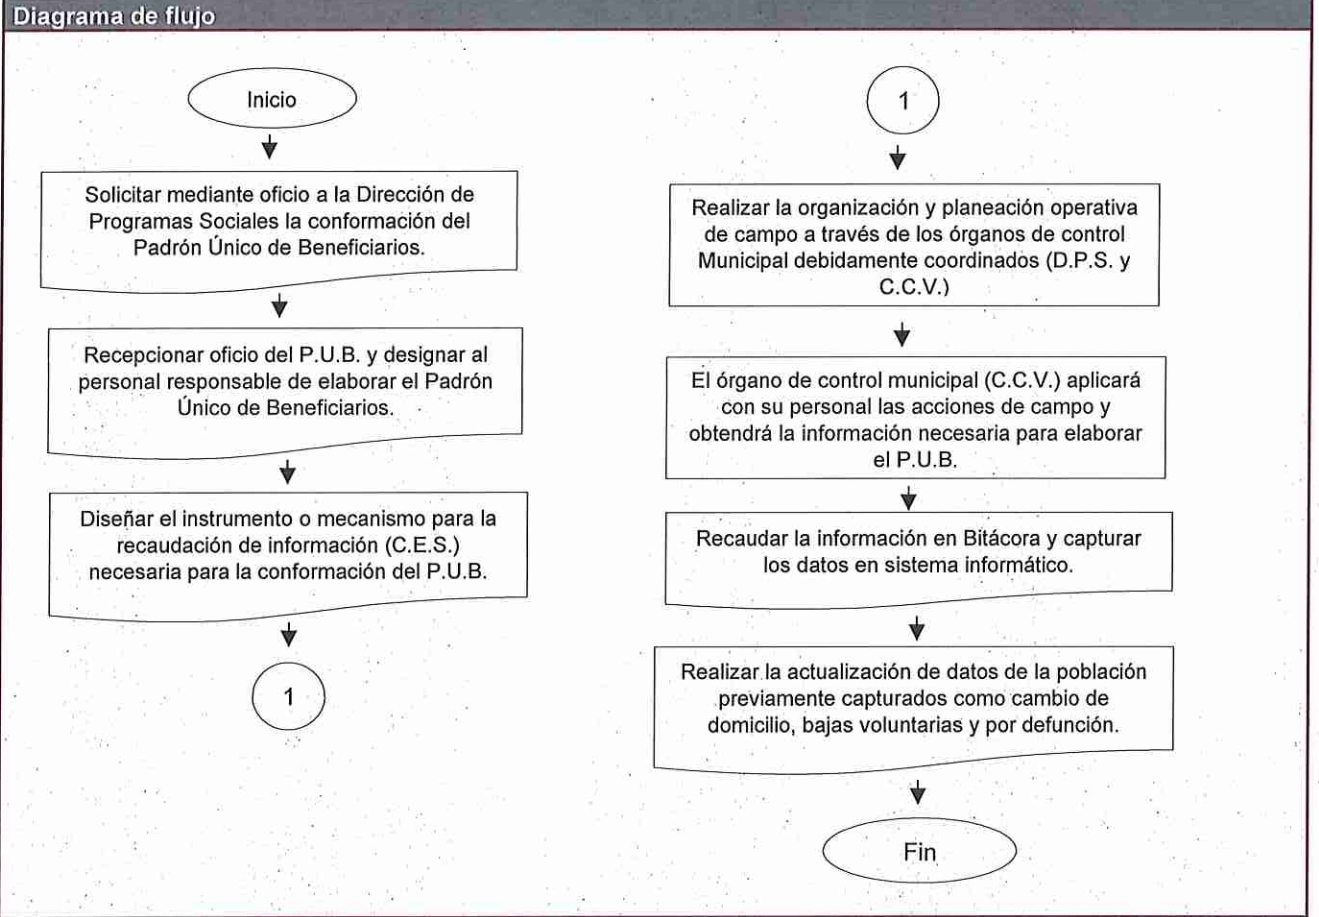 Diagrama de flujo
Inicio
Solicitar mediante oficio a la Dirección de
Programas Sociales la conformación del
Padrón Único de Beneficiarios.
Recepcionar oficio del P.U.B. y designar al
personal responsable de elaborar el Padrón
Único de Beneficiarios.
Diseñar el instrumento o mecanismo para la
recaudación de información (C.E.S.)
necesaria para la conformación del P.U.B.
1
1
Realizar la organización y planeación operativa
de campo a través de los órganos de control
Municipal debidamente coordinados (D.P.S. y
C.C.V.)
El órgano de control municipal (C.C.V.) aplicará
con su personal las acciones de campo y
obtendrá la información necesaria para elaborar
el P.U.B.
Recaudar la información en Bitácora y capturar
los datos en sistema informático.
Realizar la actualización de datos de la población
previamente capturados como cambio de
domicilio, bajas voluntarias y por defunción.
Fin